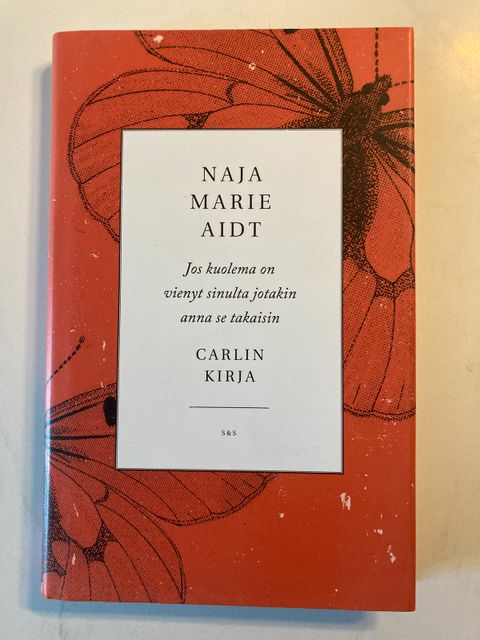 NAJA
MARIE
AIDT
Jos kuolema on
vienyt sinulta jotakin
anna se takaisin
CARLIN
KIRJA
S&S